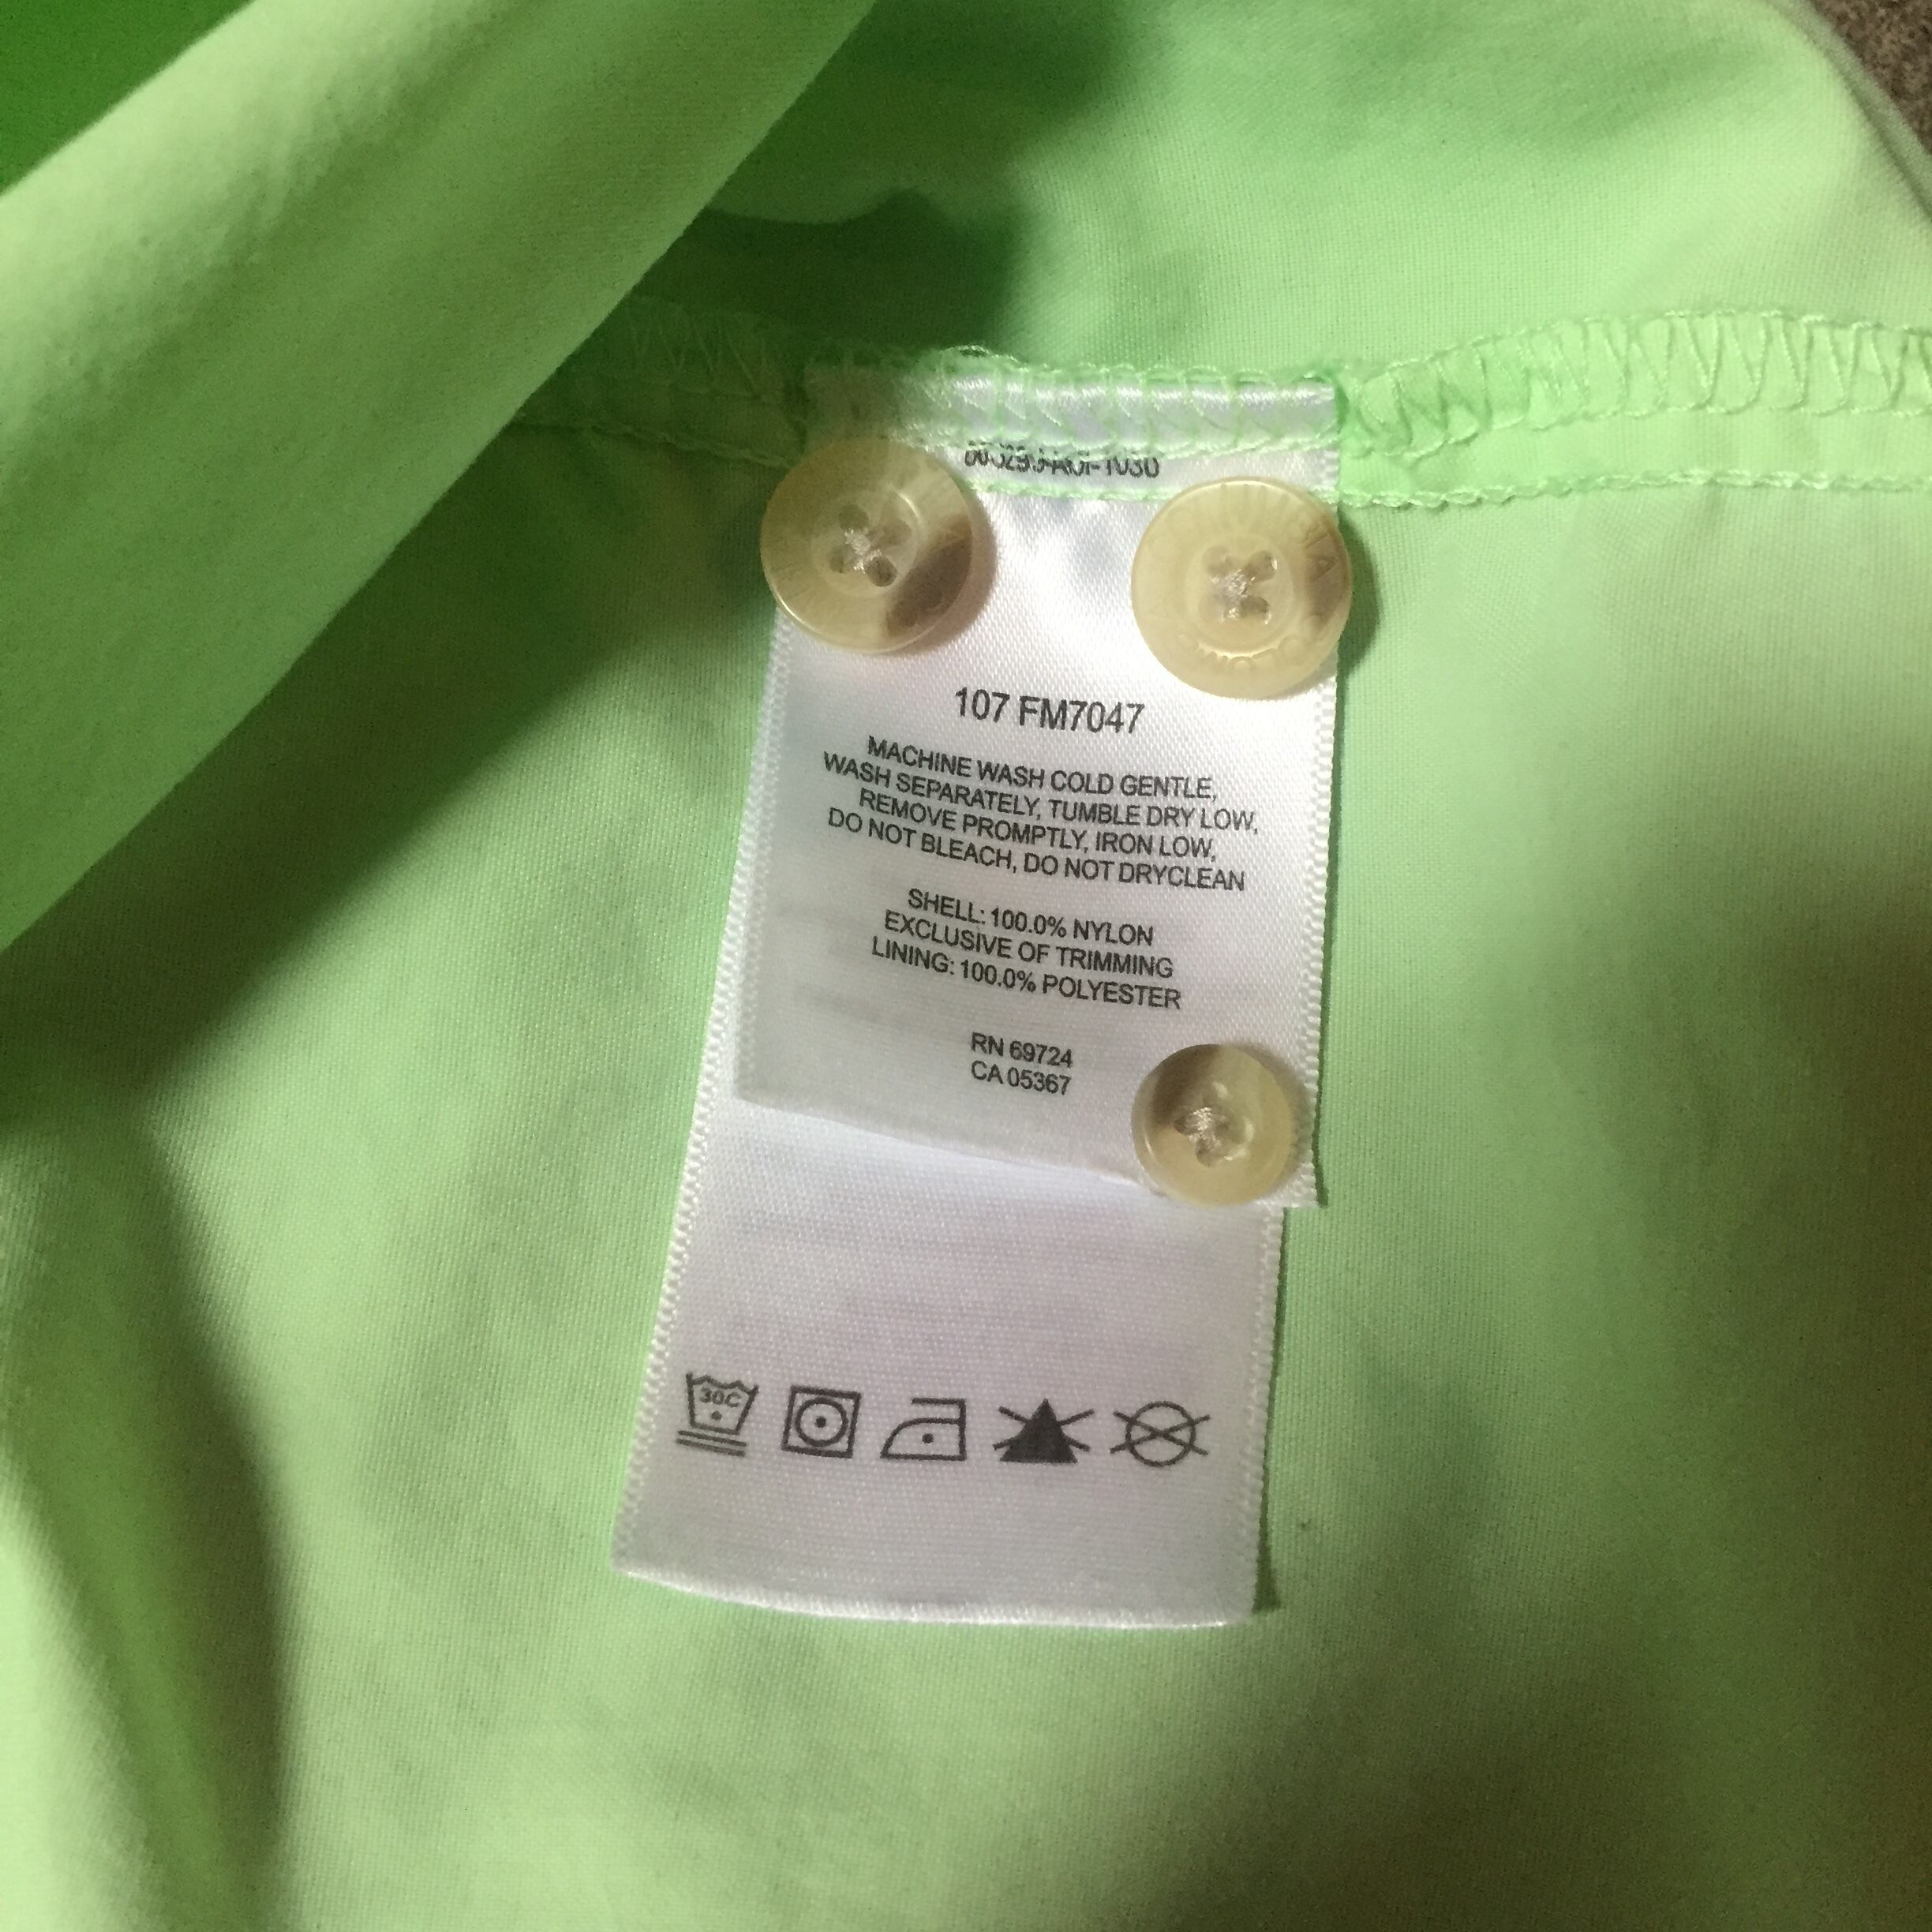 107 FM7047
MACHINE WASH COLD GENTLE,
WASH SEPARATELY, TUMBLE DRY LOW,
REMOVE PROMPTLY, IRON LOW,
DO NOT BLEACH, DO NOT DRYCLEAN
SHELL: 100.0% NYLON
EXCLUSIVE OF TRIMMING
LINING: 100.0% POLYESTER
RN 69724
CA 05367
30C